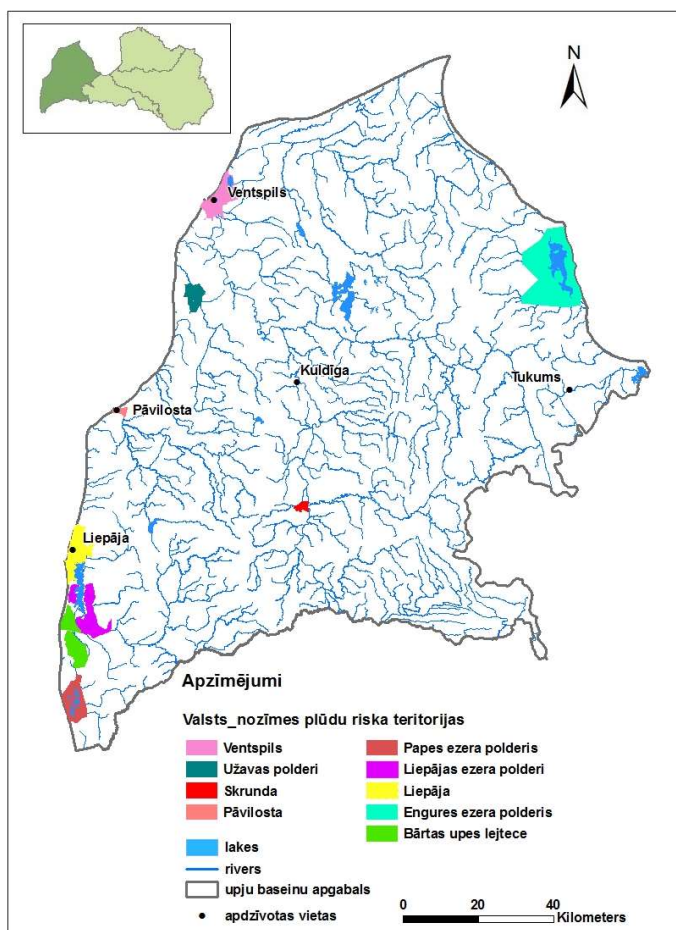 N
Ventspils
Kuldīga
Tukums
Pāvilosta
Liepāja
Apzīmējumi
Valsts_nozīmes plūdu riska teritorijas
Ventspils
Užavas polderi
Skrunda
Pāvilosta
Papes ezera polderis
Liepājas ezera polderi
Liepāja
Engures ezera polderis
Bārtas upes lejtece
lakes
rivers
upju baseinu apgabals
apdzīvotas vietas
0 20 40
Kilometers